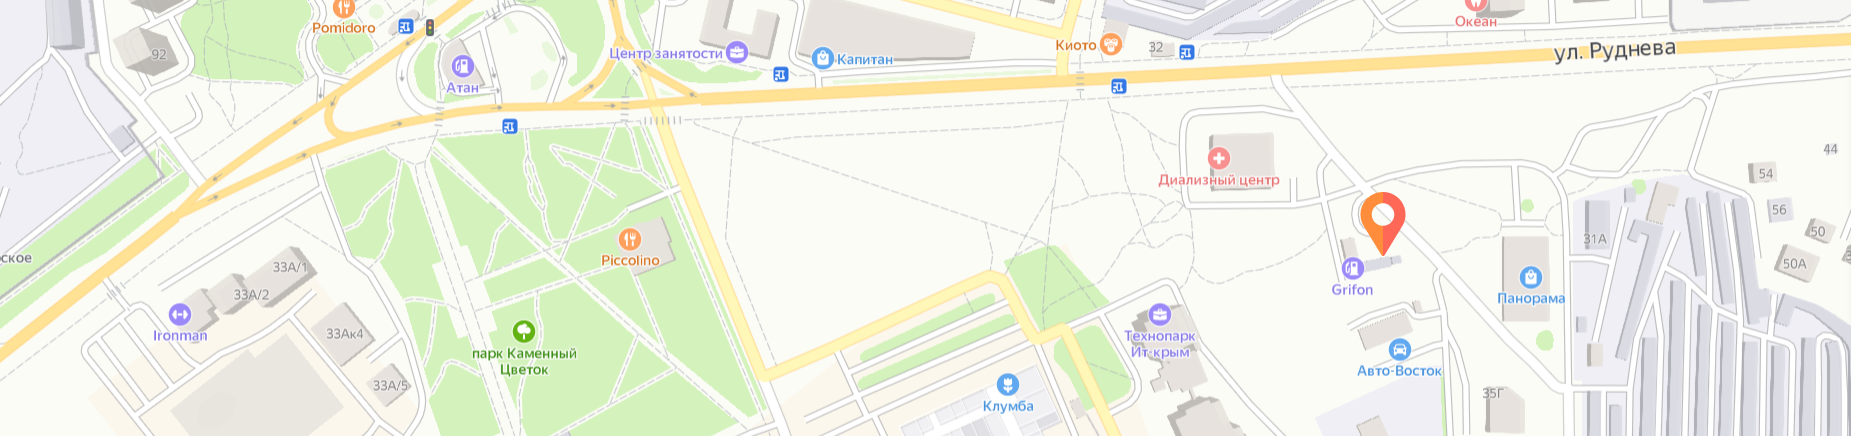 Pomidoro
92
Атан
Центр занятости
Капитан
Киото
32
Океан
ул. Руднева
Диализный центр
44
54
56
50
50А
31А
ское
33А/1
33А/2
Ironman
33Ак4
33А/5
Piccolino
парк Каменный
Цветок
Grifon
Панорама
Технопарк
Ит-крым
Авто-Восток
Клумба
35Г